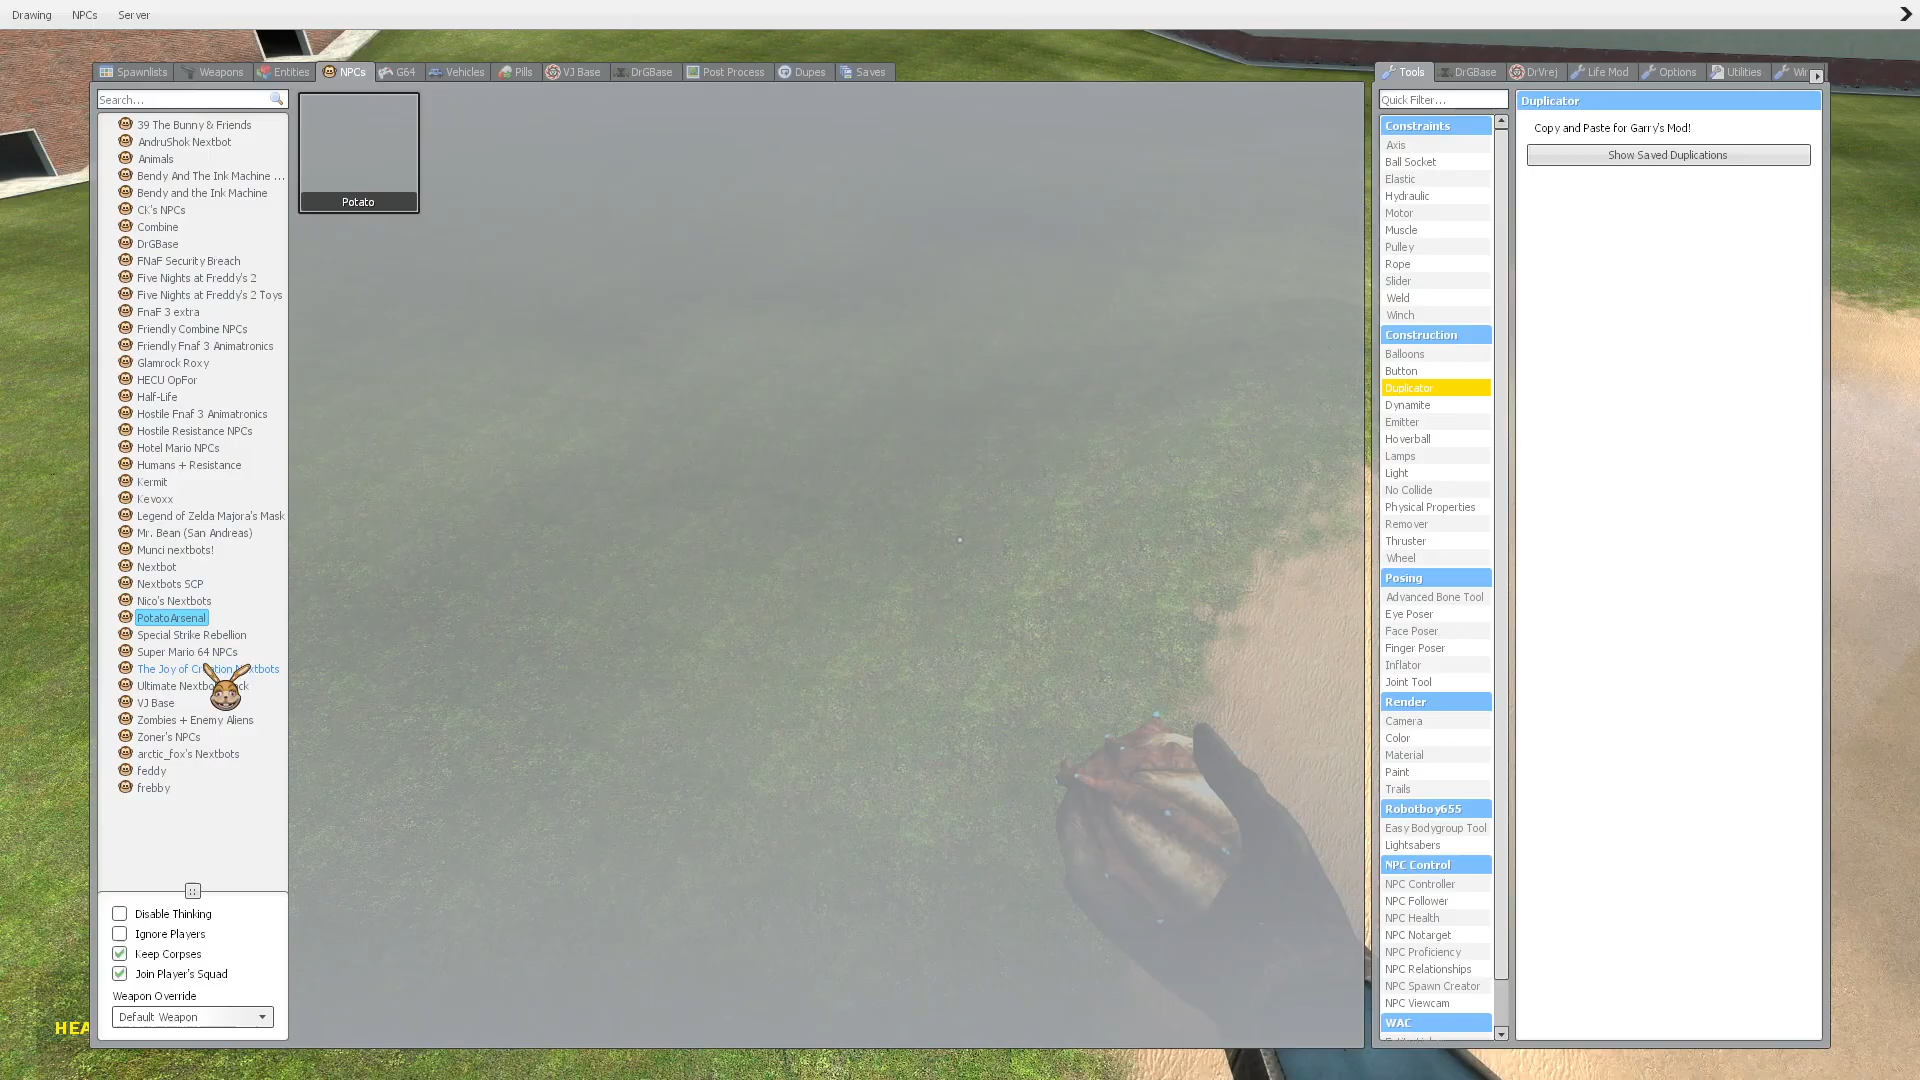 Drawing NPCs Server
Spawnlists Weapons Entities NPCs G64 Vehicles Pills VJ Base DrGBase Post Process Dupes Saves
Search...
39 The Bunny & Friends
AndruShok Nextbot
Animals
Bendy And The Ink Machine ...
Bendy and the Ink Machine
CK's NPCs
Combine
DrGBase
FNaF Security Breach
Five Nights at Freddy's 2
Five Nights at Freddy's 2 Toys
FnaF 3 extra
Friendly Combine NPCs
Friendly Fnaf 3 Animatronics
Glamrock Roxy
HECU OpFor
Half-Life
Hostile Fnaf 3 Animatronics
Hostile Resistance NPCs
Hotel Mario NPCs
Humans + Resistance
Kermit
Kevoxx
Legend of Zelda Majora's Mask
Mr. Bean (San Andreas)
Munci nextbots!
Nextbot
Nextbots SCP
Nico's Nextbots
PotatoArsenal
Special Strike Rebellion
Super Mario 64 NPCs
The Joy of
VJ Base
Zombies + Enemy Aliens
Zoner's NPCs
arctic_fox's Nextbots
feddy
frebby
Disable Thinking
Ignore Players
Keep Corpses
Join Player's Squad
Weapon Override
Default Weapon
HEA
Potato
Tools DrGBase DrVrej Life Mod Options Utilities
Quick Filter...
Constraints
Axis
Ball Socket
Elastic
Hydraulic
Motor
Muscle
Pulley
Rope
Slider
Weld
Winch
Construction
Balloons
Button
Duplicator
Dynamite
Emitter
Hoverball
Lamps
Light
No Collide
Physical Properties
Remover
Thruster
Wheel
Posing
Advanced Bone Tool
Eye Poser
Face Poser
Finger Poser
Inflator
Joint Tool
Render
Camera
Color
Material
Paint
Trails
Robotboy655
Easy Bodygroup Tool
Lightsabers
NPC Control
NPC Controller
NPC Follower
NPC Health
NPC Notarget
NPC Proficiency
NPC Relationships
NPC Spawn Creator
NPC Viewcam
WAC
Duplicator
Copy and Paste for Garry's Mod!
Show Saved Duplications